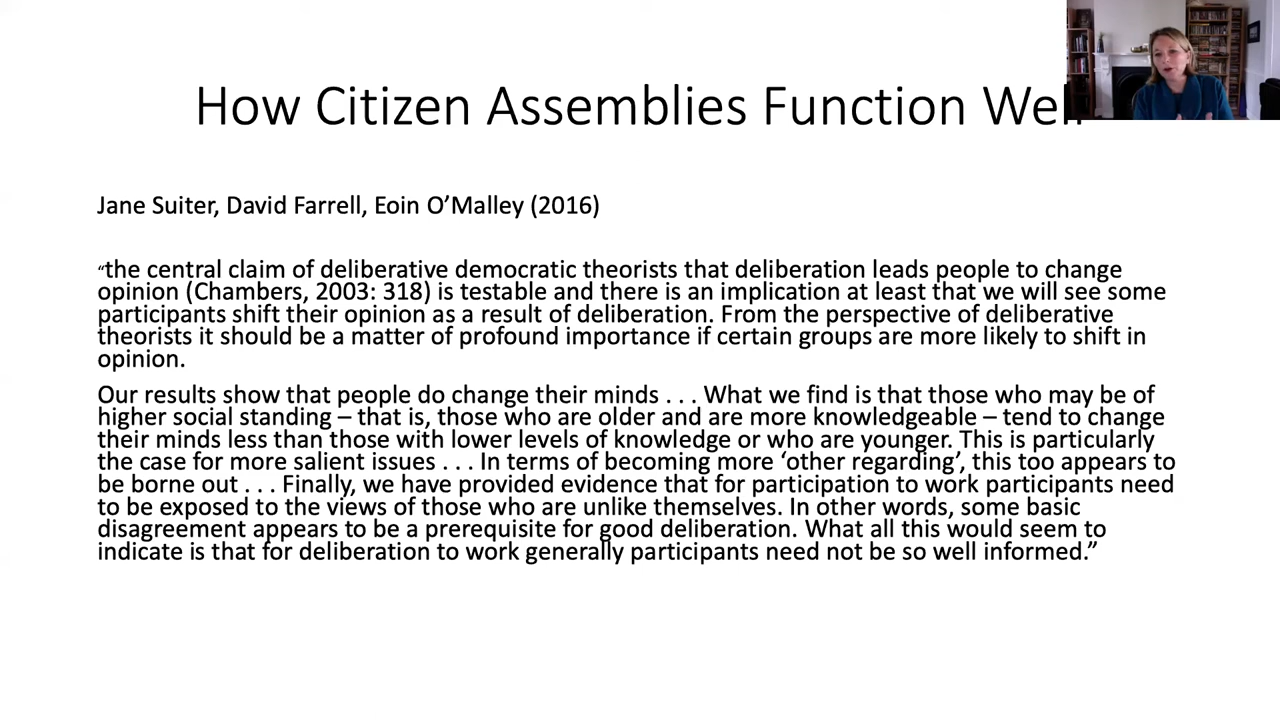 How Citizen Assemblies Function Well
Jane Suiter, David Farrell, Eoin O’Malley (2016)
“the central claim of deliberative democratic theorists that deliberation leads people to change
opinion (Chambers, 2003: 318) is testable and there is an implication at least that we will see some
participants shift their opinion as a result of deliberation. From the perspective of deliberative
theorists it should be a matter of profound importance if certain groups are more likely to shift in
opinion.
Our results show that people do change their minds . . . What we find is that those who may be of
higher social standing – that is, those who are older and are more knowledgeable – tend to change
their minds less than those with lower levels of knowledge or who are younger. This is particularly
the case for more salient issues . . . In terms of becoming more ‘other regarding’, this too appears to
be borne out . . . Finally, we have provided evidence that for participation to work participants need
to be exposed to the views of those who are unlike themselves. In other words, some basic
disagreement appears to be a prerequisite for good deliberation. What all this would seem to
indicate is that for deliberation to work generally participants need not be so well informed.”